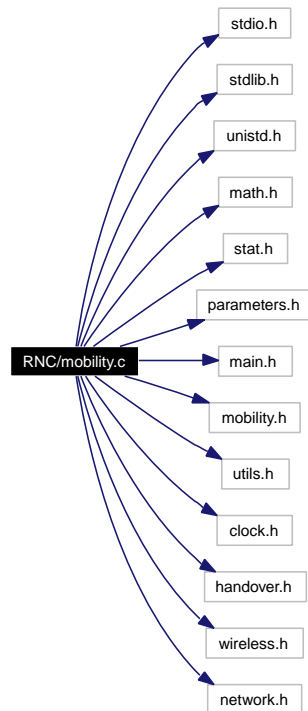 stdio.h
stdlib.h
unistd.h
math.h
stat.h
parameters.h
RNC/mobility.c
main.h
mobility.h
utils.h
clock.h
handover.h
wireless.h
network.h